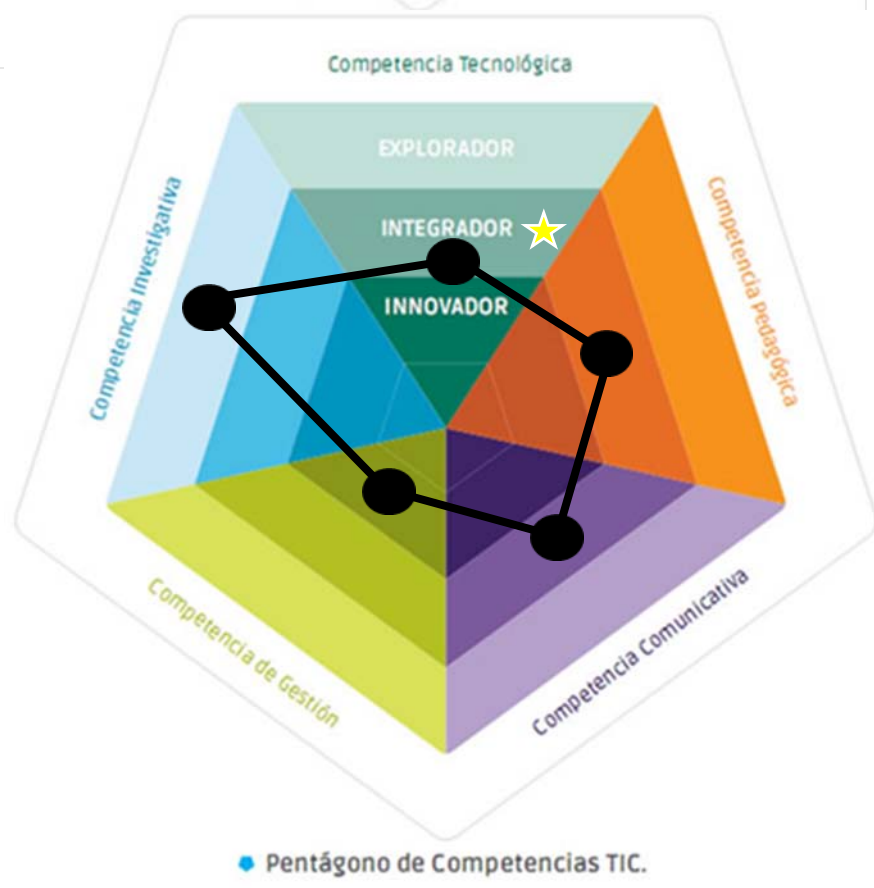 Competencia Tecnológica
EXPLORADOR
INTEGRADOR
INNOVADOR
Competencia Investigativa
Competencia Pedagógica
Competencia de Gestión
Competencia Comunicativa
Pentágono de Competencias TIC.